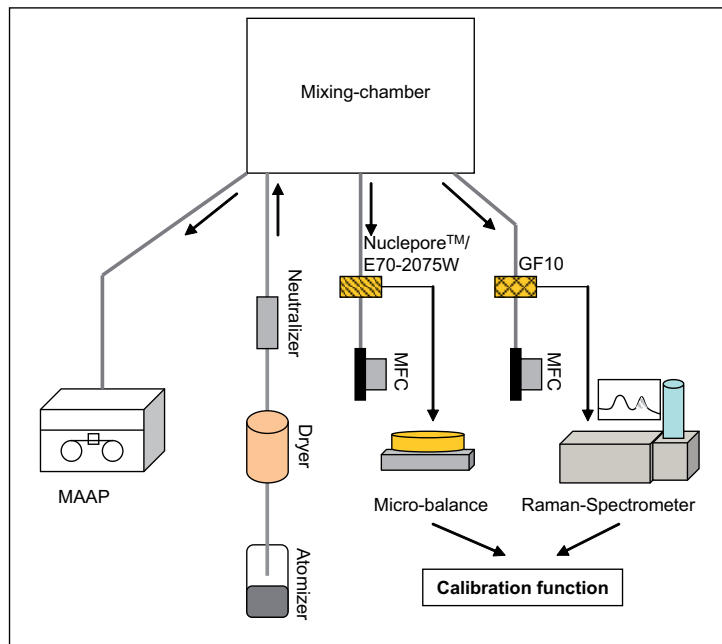 Mixing-chamber
Nuclepore™/
E70-2075W
GF10
Neutralizer
MFC
MFC
Dryer
MAAP
Micro-balance
Raman-Spectrometer
Atomizer
Calibration function